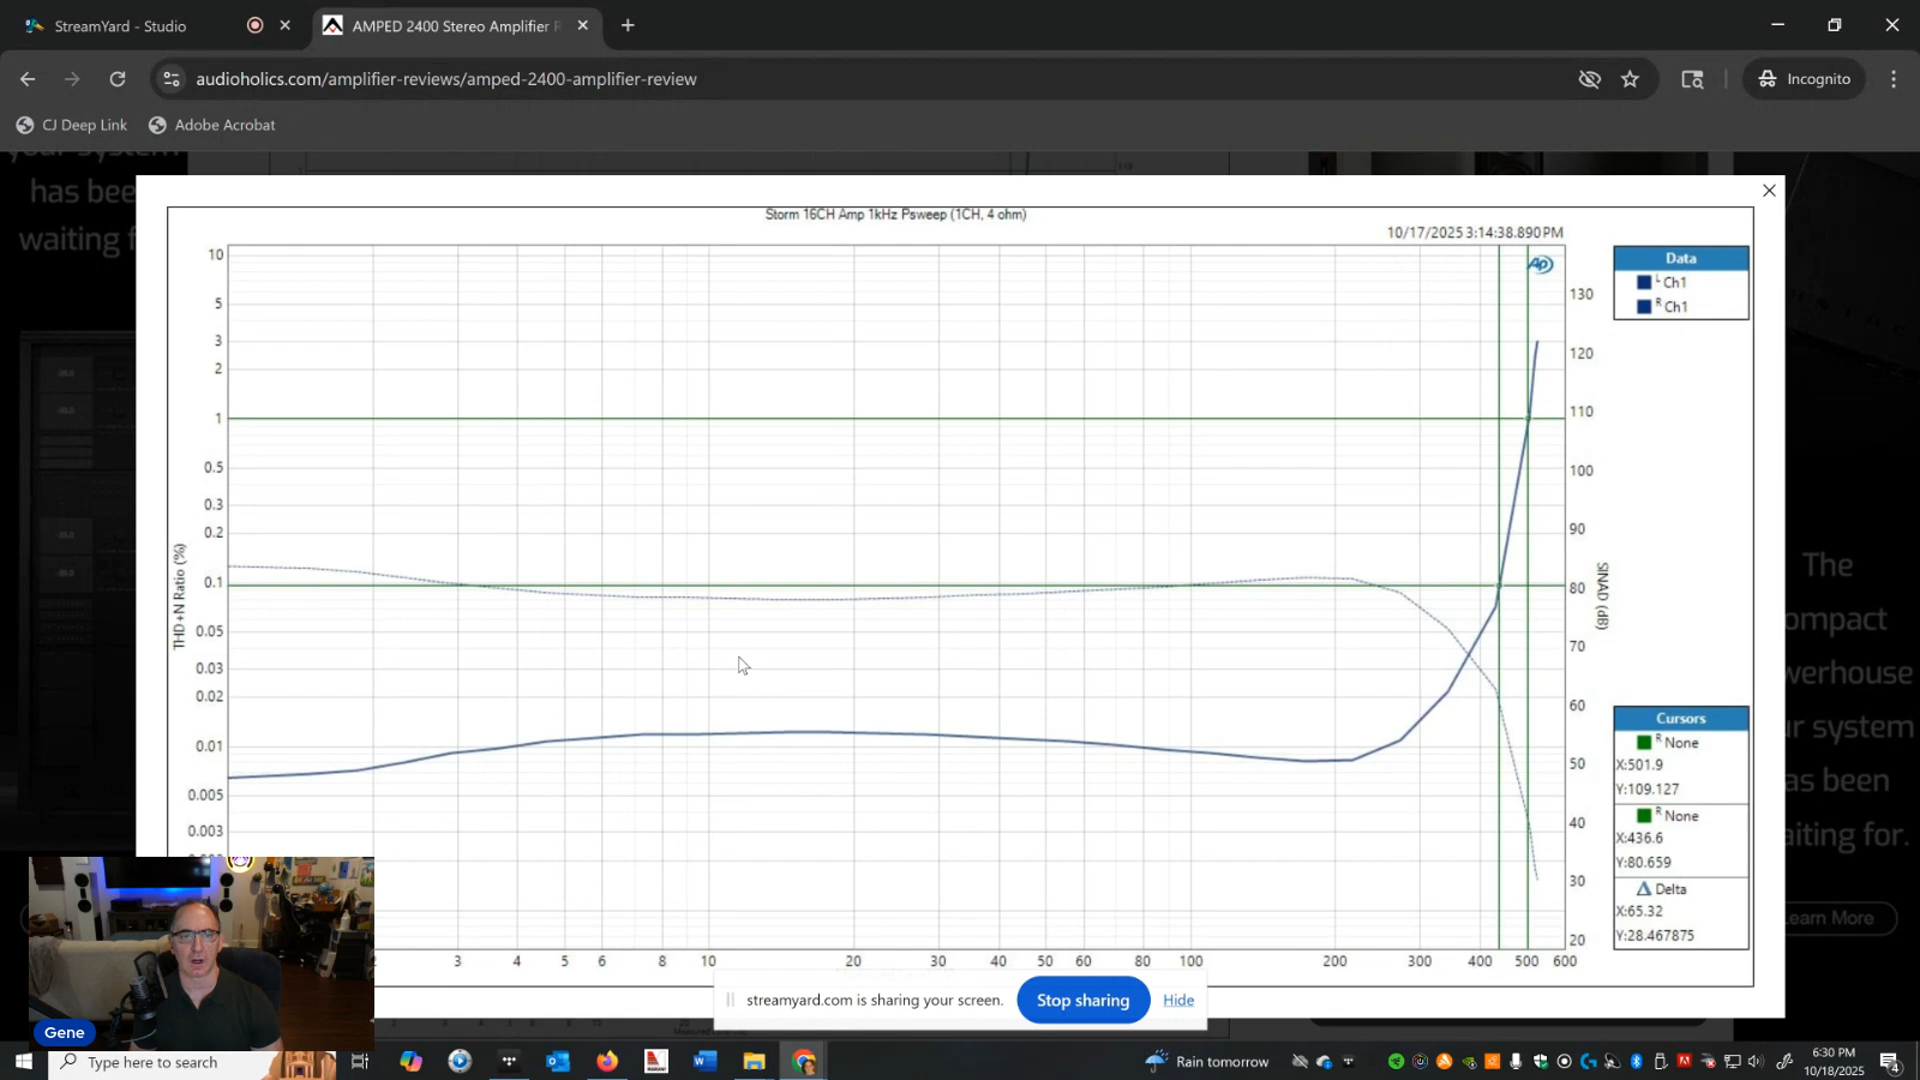 StreamYard - Studio
AMPED 2400 Stereo Amplifier R
audioholics.com/amplifier-reviews/amped-2400-amplifier-review
Incognito
CJ Deep Link
Adobe Acrobat
your system
has bee
waiting f
Storm 16CH Amp 1kHz Psweep (1CH, 4 ohm)
10/17/2025 3:14:38.890PM
Data
L Ch1
R Ch1
THD+N Ratio (%)
10
5
3
2
1
0.5
0.3
0.2
0.1
0.05
0.03
0.02
0.01
0.005
0.003
130
120
110
100
90
80
70
60
50
40
30
20
SINAD (dB)
Cursors
R None
X:501.9
Y:109.127
R None
X:436.6
Y:80.659
Δ Delta
X:65.32
Y:28.467875
3 4 5 6 8 10 20 30 40 50 60 80 100 200 300 400 500 600
The
ompact
werhouse
ur system
as been
aiting for.
Learn More
streamyard.com is sharing your screen.
Stop sharing
Hide
Gene
Type here to search
Rain tomorrow
6:30 PM
10/18/2025
4